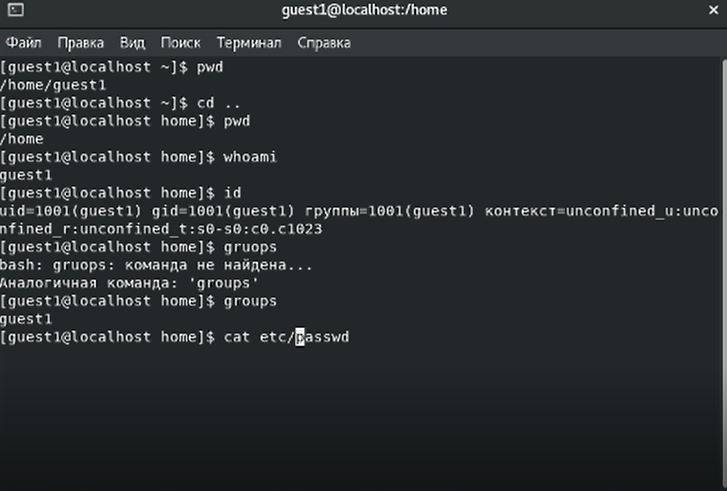 guest1@localhost:/home
Файл Правка Вид Поиск Терминал Справка
[guest1@localhost ~]$ pwd
/home/guest1
[guest1@localhost ~]$ cd ..
[guest1@localhost home]$ pwd
/home
[guest1@localhost home]$ whoami
guest1
[guest1@localhost home]$ id
uid=1001(guest1) gid=1001(guest1) группы=1001(guest1) контекст=unconfined_u:unco
nfined_r:unconfined_t:s0-s0:c0.c1023
[guest1@localhost home]$ gruops
bash: gruops: команда не найдена...
Аналогичная команда: 'groups'
[guest1@localhost home]$ groups
guest1
[guest1@localhost home]$ cat etc/passwd